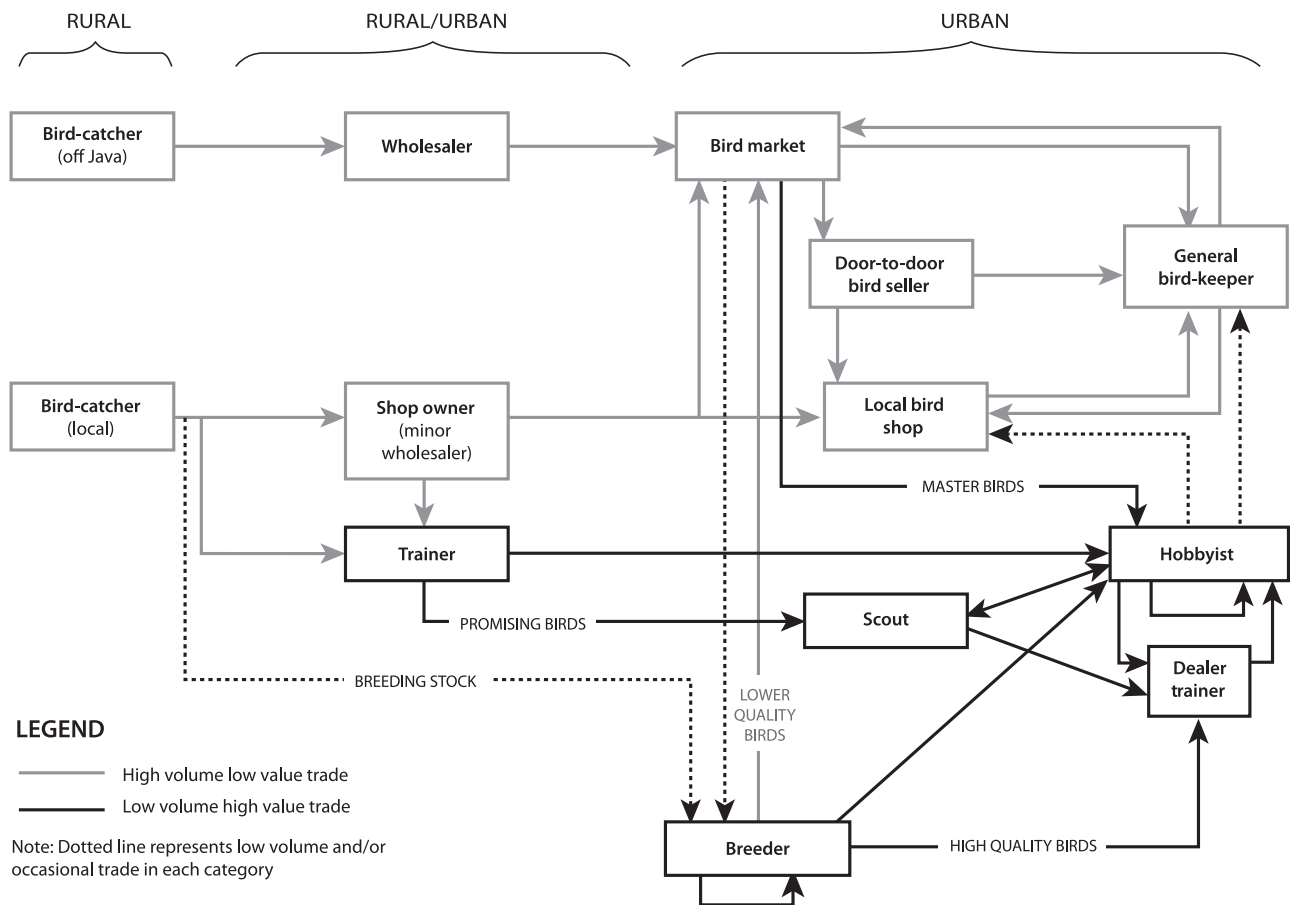 RURAL
RURAL/URBAN
URBAN
Bird-catcher
(off Java)
Wholesaler
Bird market
Door-to-door
bird seller
General
bird-keeper
Bird-catcher
(local)
Shop owner
(minor
wholesaler)
Local bird
shop
MASTER BIRDS
Trainer
Hobbyist
PROMISING BIRDS
Scout
BREEDING STOCK
Dealer
trainer
LOWER
QUALITY
BIRDS
LEGEND
High volume low value trade
Low volume high value trade
Note: Dotted line represents low volume and/or
occasional trade in each category
Breeder
HIGH QUALITY BIRDS